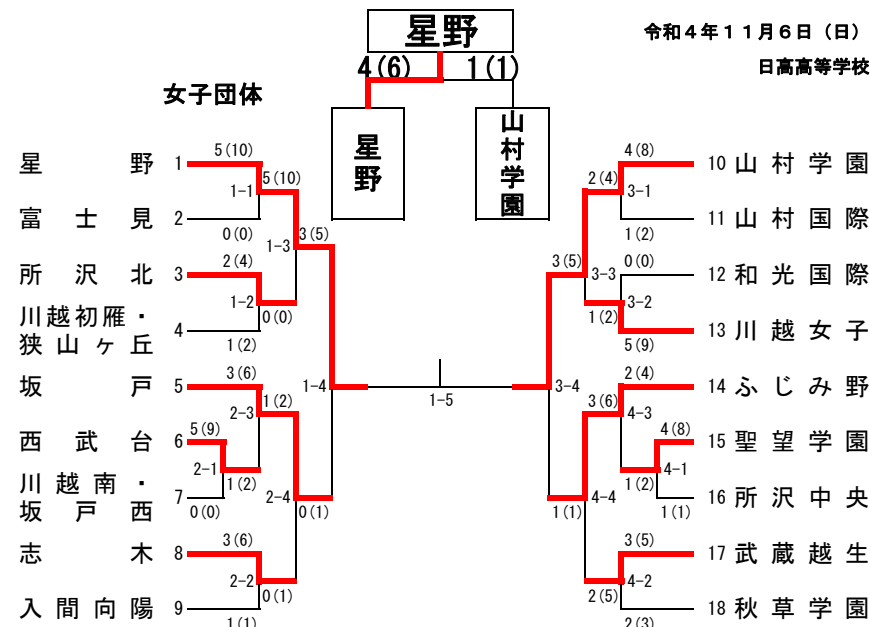 星野
令和４年１１月６日（日）
日高高等学校
4(6) 1(1)
女子団体
星野
山村学園
星野 1 5(10)
5(10)
1-1
富士見 2 0(0)
1-3
3(5)
所沢北 3 2(4)
1-2
0(0)
川越初雁・
狭山ヶ丘 4 1(2)
1-4
坂戸 5 3(6)
1(2)
2-3
西武台 6 5(9)
2-1
1(2)
川越南・
坂戸西 7 0(0)
2-4
0(1)
志木 8 3(6)
2-2
0(1)
入間向陽 9 1(1)
1-5
4(8) 10 山村学園
2(4)
3-1
1(2) 11 山村国際
3(5)
3-3
0(0) 12 和光国際
3-2
1(2)
5(9) 13 川越女子
3-4
2(4) 14 ふじみ野
3(6)
4-3
4(8) 15 聖望学園
4-1
1(2)
1(1) 16 所沢中央
4-4
1(1)
3(5) 17 武蔵越生
4-2
2(5)
2(3) 18 秋草学園